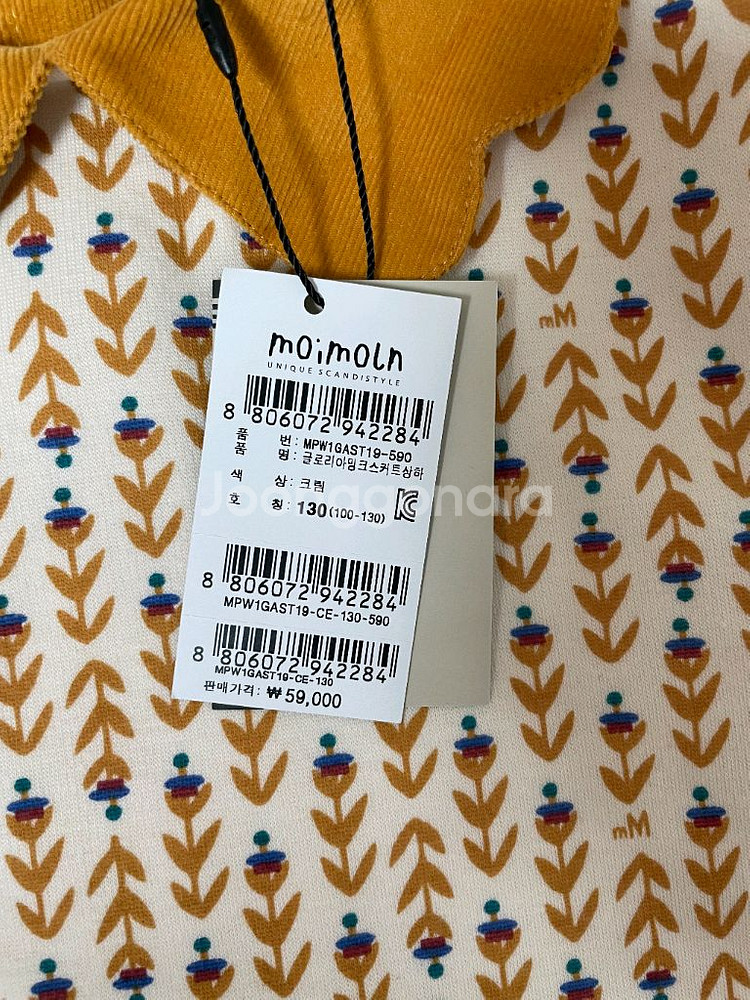 moimoln
UNIQUE SCANDISTYLE
8 806072 942284
품 번 : MPW1GAST19-590
품 명 : 글로리아밍크스커트상하
색 상 : 크림
호 칭 : 130 (100-130)
Joonggonara
8 806072 942284
MPW1GAST19-CE-130-590
8 806072 942284
MPW1GAST19-CE-130
판매가격: ₩ 59,000
Mm
Mm